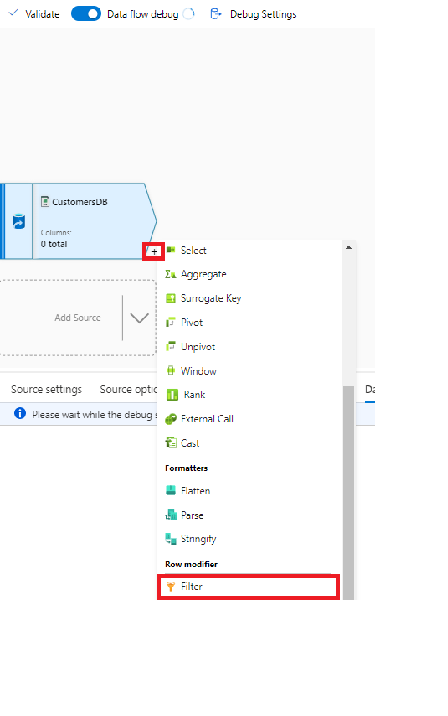 Validate Data flow debug Debug Settings
CustomersDB
Columns:
0 total
+
Add Source
Select
Aggregate
Surrogate Key
Pivot
Unpivot
Window
Rank
External Call
Cast
Formatters
Flatten
Parse
Stringify
Row modifier
Filter
Source settings Source optio Da
Please wait while the debug s